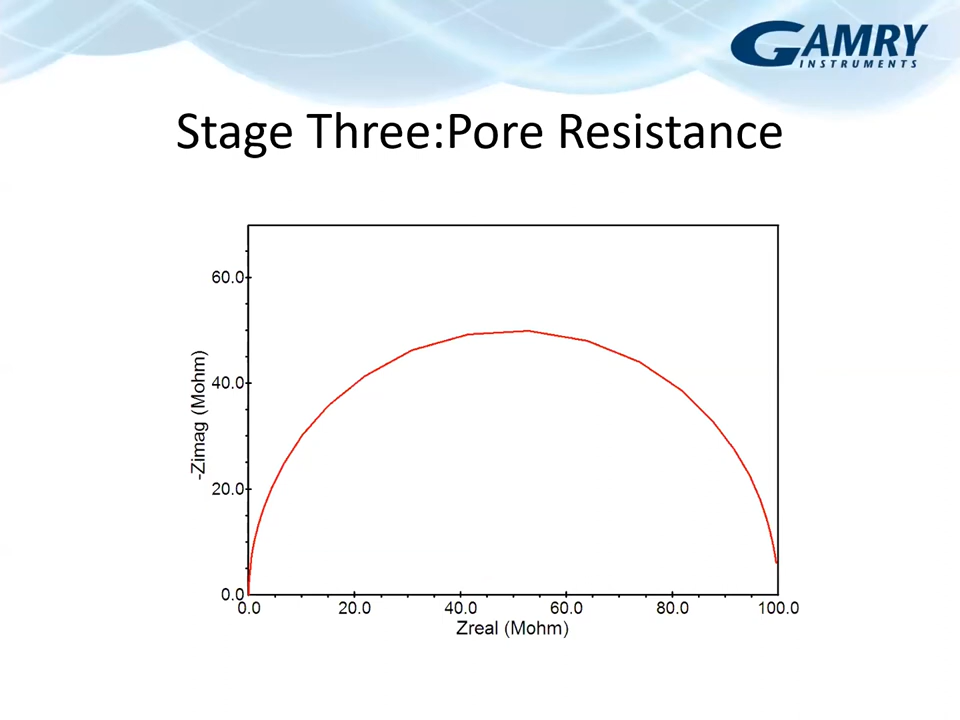 GAMRY
INSTRUMENTS
Stage Three:Pore Resistance
60.0
40.0
20.0
0.0
-Zimag (Mohm)
0.0 20.0 40.0 60.0 80.0 100.0
Zreal (Mohm)